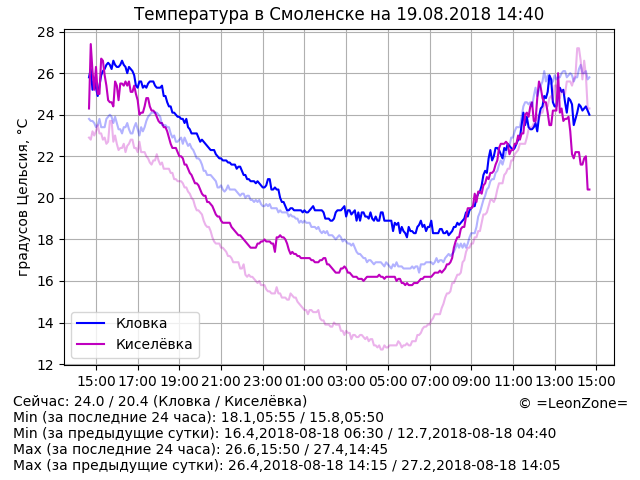 Температура в Смоленске на 19.08.2018 14:40
градусов Цельсия, °C
28
26
24
22
20
18
16
14
12
Кловка
Киселёвка
15:00 17:00 19:00 21:00 23:00 01:00 03:00 05:00 07:00 09:00 11:00 13:00 15:00
Сейчас: 24.0 / 20.4 (Кловка / Киселёвка)
© =LeonZone=
Min (за последние 24 часа): 18.1,05:55 / 15.8,05:50
Min (за предыдущие сутки): 16.4,2018-08-18 06:30 / 12.7,2018-08-18 04:40
Max (за последние 24 часа): 26.6,15:50 / 27.4,14:45
Max (за предыдущие сутки): 26.4,2018-08-18 14:15 / 27.2,2018-08-18 14:05